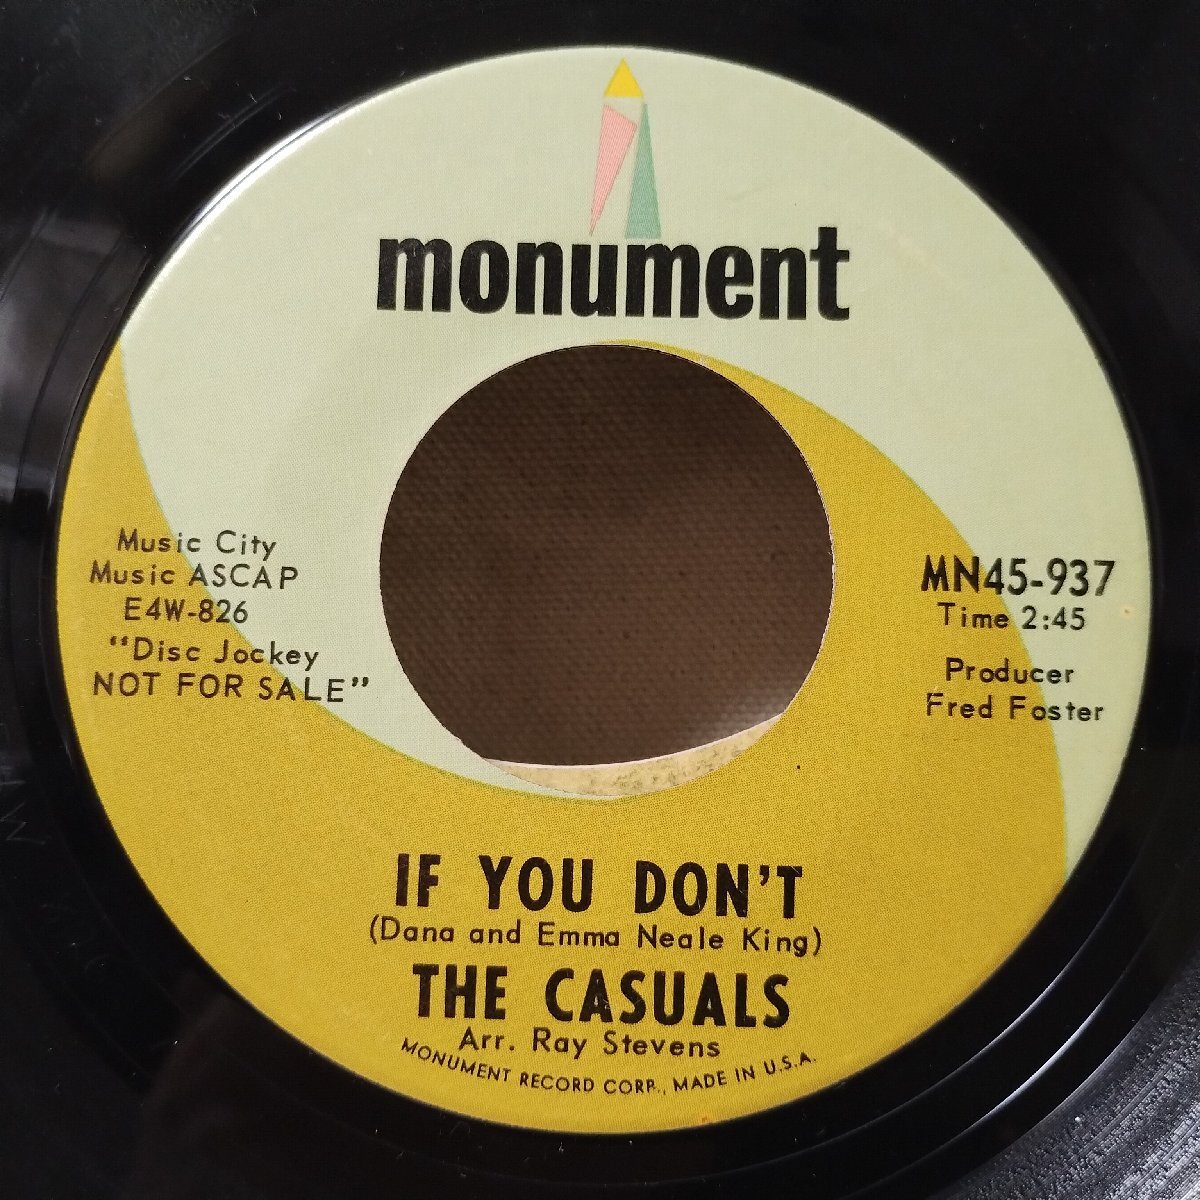 monument
Music City
Music ASCAP
E4W-826
"Disc Jockey
NOT FOR SALE"
MN45-937
Time 2:45
Producer
Fred Foster
IF YOU DON'T
(Dana and Emma Neale King)
THE CASUALS
Arr. Ray Stevens
MONUMENT RECORD CORP., MADE IN U.S.A.